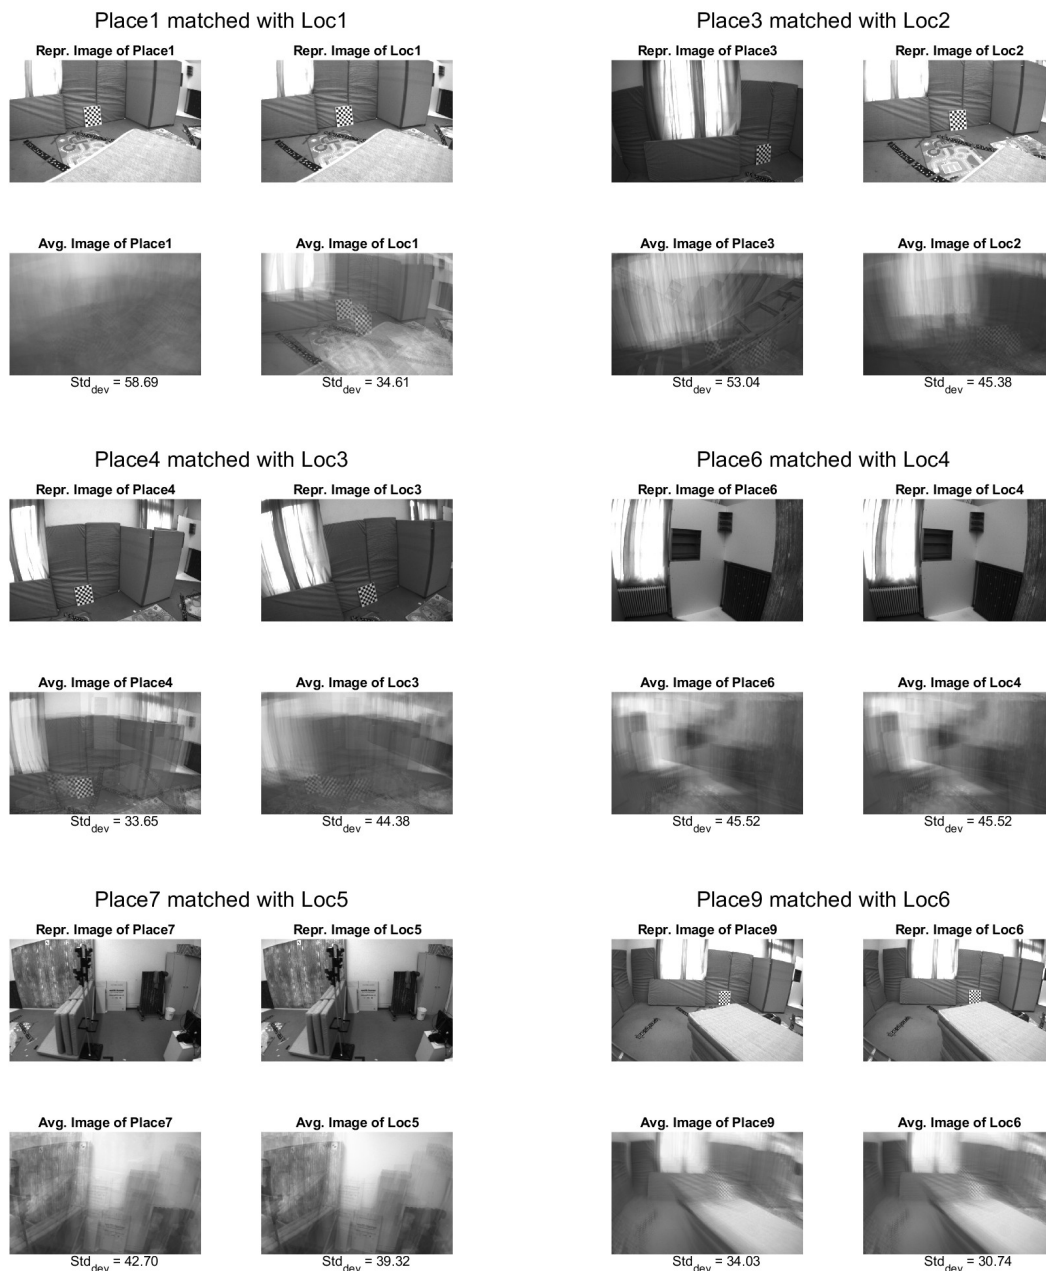 Place1 matched with Loc1
Place3 matched with Loc2
Repr. Image of Place1
Repr. Image of Loc1
Repr. Image of Place3
Repr. Image of Loc2
Avg. Image of Place1
Avg. Image of Loc1
Avg. Image of Place3
Avg. Image of Loc2
Std_dev = 58.69
Std_dev = 34.61
Std_dev = 53.04
Std_dev = 45.38
Place4 matched with Loc3
Place6 matched with Loc4
Repr. Image of Place4
Repr. Image of Loc3
Repr. Image of Place6
Repr. Image of Loc4
Avg. Image of Place4
Avg. Image of Loc3
Avg. Image of Place6
Avg. Image of Loc4
Std_dev = 33.65
Std_dev = 44.38
Std_dev = 45.52
Std_dev = 45.52
Place7 matched with Loc5
Place9 matched with Loc6
Repr. Image of Place7
Repr. Image of Loc5
Repr. Image of Place9
Repr. Image of Loc6
Avg. Image of Place7
Avg. Image of Loc5
Avg. Image of Place9
Avg. Image of Loc6
Std_dev = 42.70
Std_dev = 39.32
Std_dev = 34.03
Std_dev = 30.74